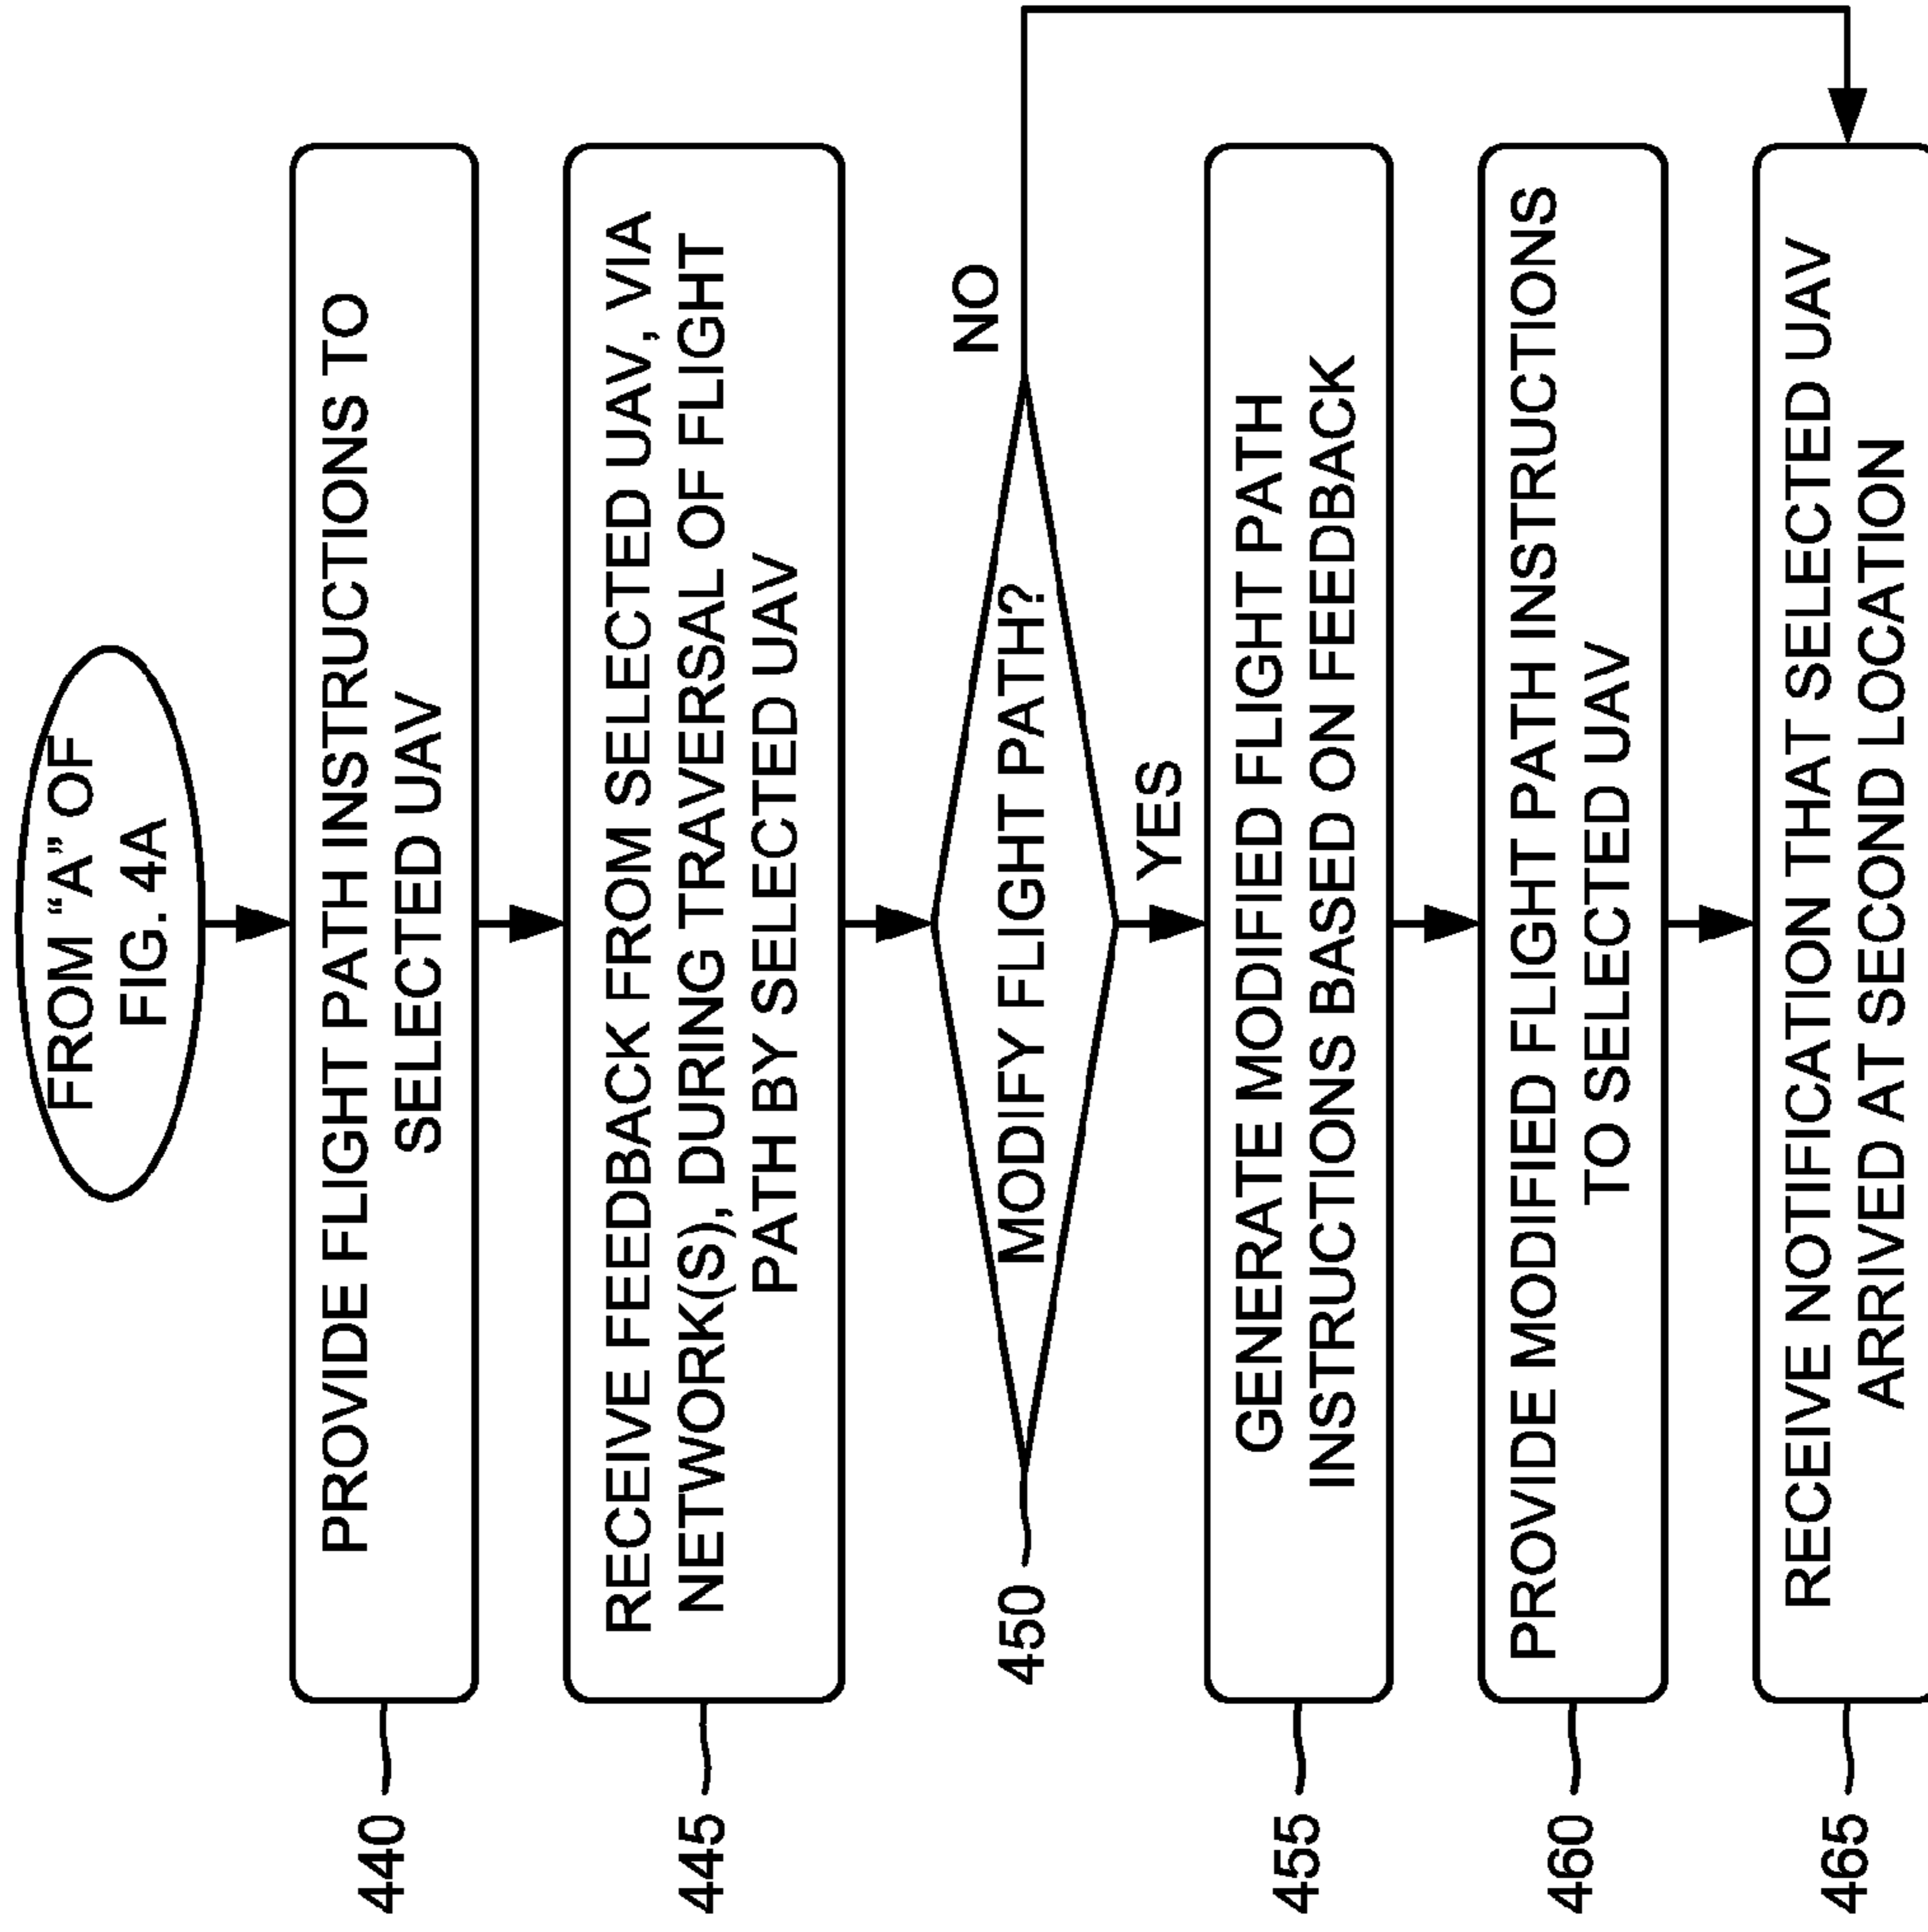 FROM “A” OF
FIG. 4A
440
PROVIDE FLIGHT PATH INSTRUCTIONS TO
SELECTED UAV
445
RECEIVE FEEDBACK FROM SELECTED UAV, VIA
NETWORK(S), DURING TRAVERSAL OF FLIGHT
PATH BY SELECTED UAV
450
MODIFY FLIGHT PATH?
NO
YES
455
GENERATE MODIFIED FLIGHT PATH
INSTRUCTIONS BASED ON FEEDBACK
460
PROVIDE MODIFIED FLIGHT PATH INSTRUCTIONS
TO SELECTED UAV
465
RECEIVE NOTIFICATION THAT SELECTED UAV
ARRIVED AT SECOND LOCATION